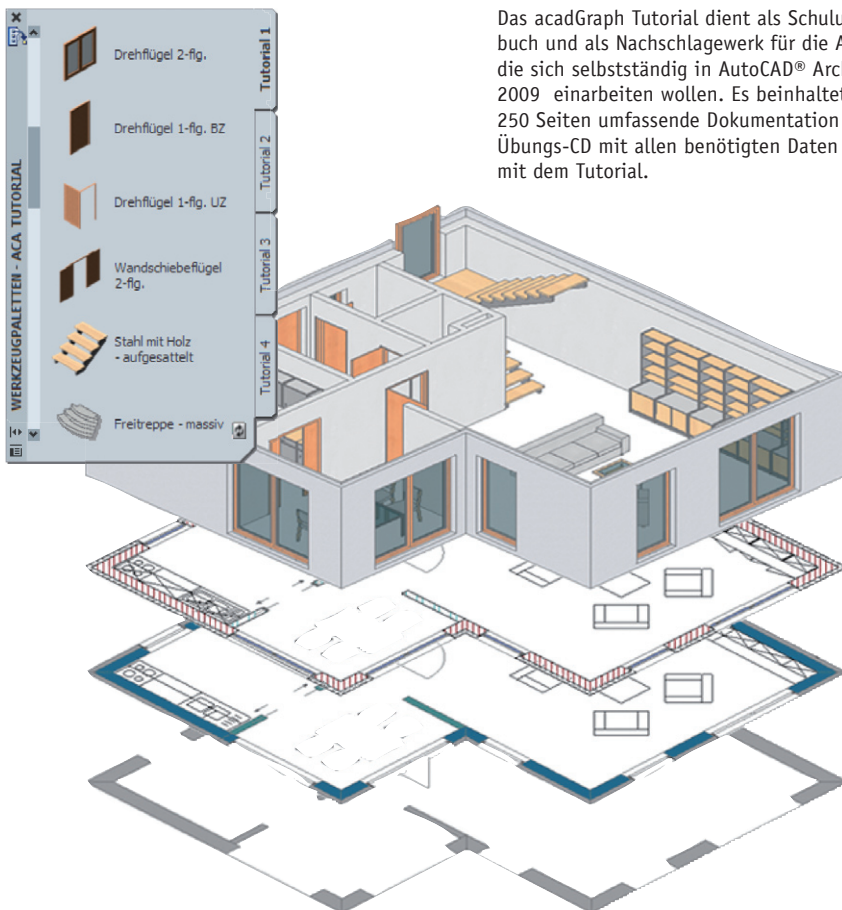 Das acadGraph Tutorial dient als Schulu
buch und als Nachschlagewerk für die A
die sich selbstständig in AutoCAD® Arch
2009 einarbeiten wollen. Es beinhaltet
250 Seiten umfassende Dokumentation
Übungs-CD mit allen benötigten Daten
mit dem Tutorial.
WERKZEUGPALETTEN - ACA TUTORIAL
Drehflügel 2-flg.
Drehflügel 1-flg. BZ
Drehflügel 1-flg. UZ
Wandschiebeflügel
2-flg.
Stahl mit Holz
- aufgesattelt
Freitreppe - massiv
Tutorial 1
Tutorial 2
Tutorial 3
Tutorial 4